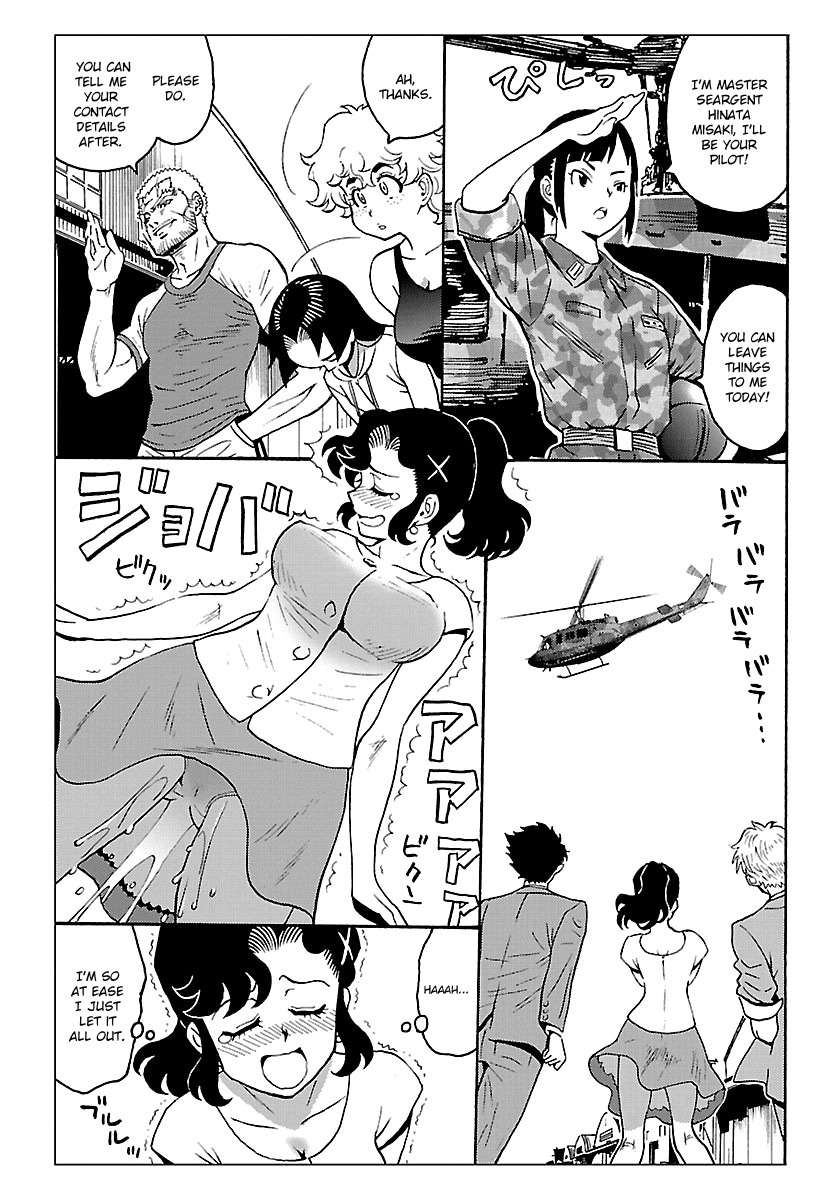 I'M MASTER
SEARGENT
HINATA
MISAKI, I'LL
BE YOUR
PILOT!
ぴしっ
YOU CAN
LEAVE
THINGS
TO ME
TODAY!
AH,
THANKS.
PLEASE
DO.
YOU CAN
TELL ME
YOUR
CONTACT
DETAILS
AFTER.
バラ
バラ
バラ
バラ…
ジョバ
ビクッ
アアアア
ビクン
HAAAH...
I'M SO
AT EASE
I JUST
LET IT
ALL OUT.
ブルルッ